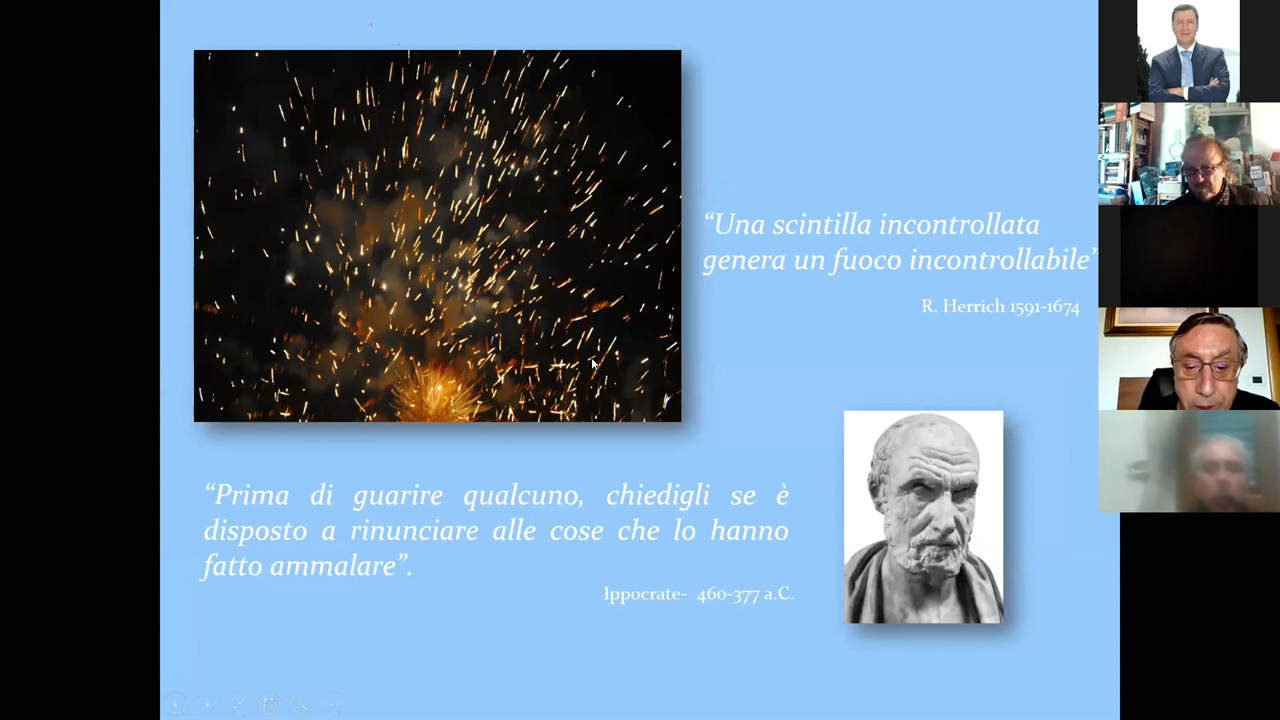 “Una scintilla incontrollata
genera un fuoco incontrollabile”
R. Herrich 1591-1674
“Prima di guarire qualcuno, chiedigli se è
disposto a rinunciare alle cose che lo hanno
fatto ammalare”.
Ippocrate- 460-377 a.C.